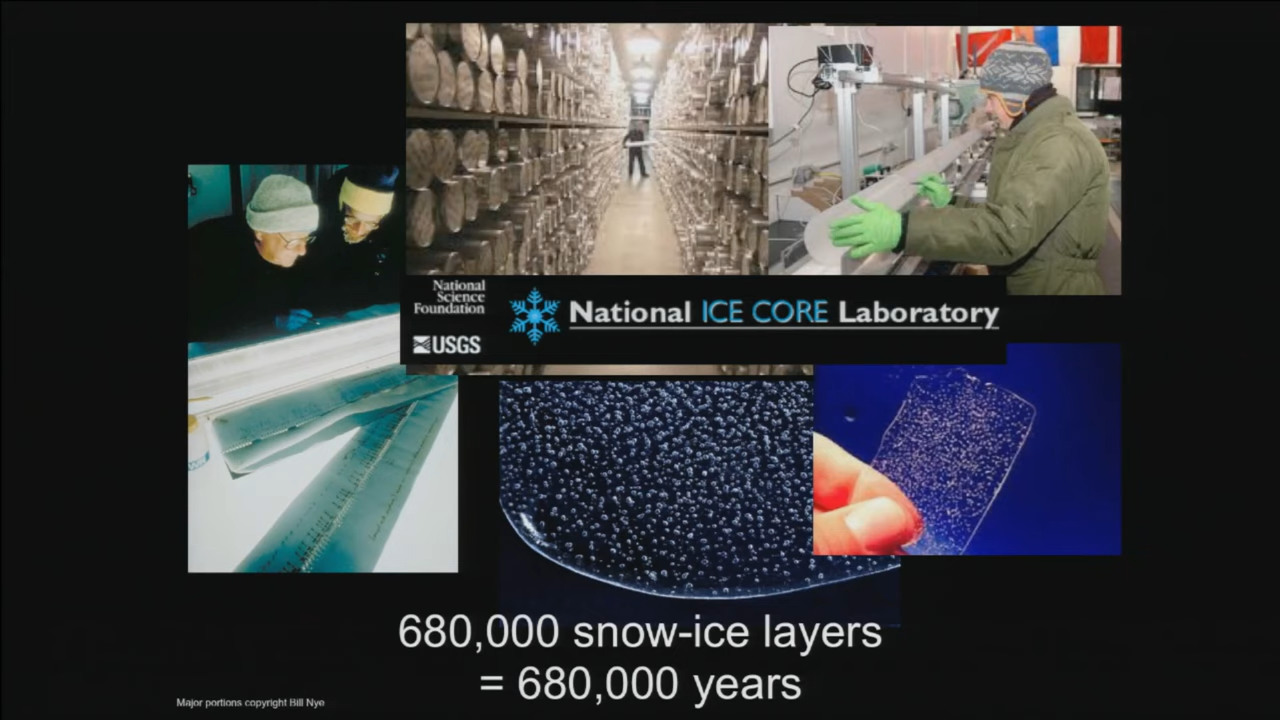 National
Science
Foundation
USGS
National ICE CORE Laboratory
680,000 snow-ice layers
= 680,000 years
Major portions copyright Bill Nye